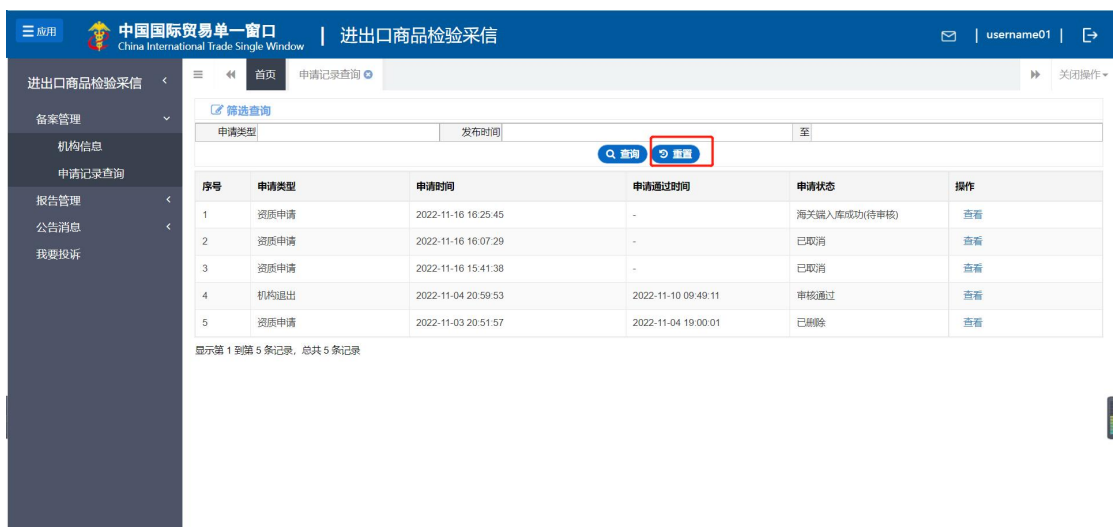 应用 中国国际贸易单一窗口 | 进出口商品检验采信 | username01 |
China International Trade Single Window
进出口商品检验采信
首页 申请记录查询 关闭操作
备案管理
机构信息
申请记录查询
报告管理
公告消息
我要投诉
筛选查询
申请类型 发布时间 至
查询 重置
序号 申请类型 申请时间 申请通过时间 申请状态 操作
1 资质申请 2022-11-16 16:25:45 - 海关端入库成功(待审核) 查看
2 资质申请 2022-11-16 16:07:29 - 已取消 查看
3 资质申请 2022-11-16 15:41:38 - 已取消 查看
4 机构退出 2022-11-04 20:59:53 2022-11-10 09:49:11 审核通过 查看
5 资质申请 2022-11-03 20:51:57 2022-11-04 19:00:01 已删除 查看
显示第 1 到第 5 条记录，总共 5 条记录